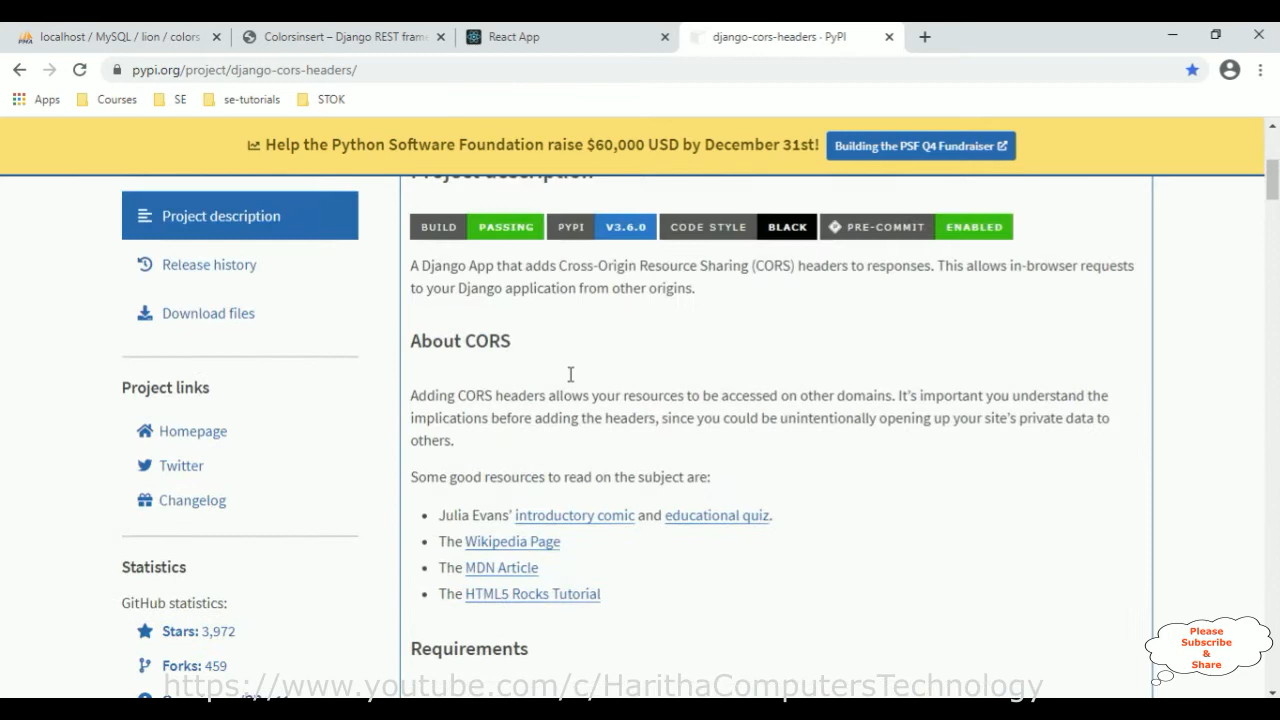 localhost / MySQL / lion / colors
Colorsinsert – Django REST frame
React App
django-cors-headers · PyPI
pypi.org/project/django-cors-headers/
Apps
Courses
SE
se-tutorials
STOK
Help the Python Software Foundation raise $60,000 USD by December 31st!
Building the PSF Q4 Fundraiser
Project description
Project description
BUILD PASSING PYPI V3.6.0 CODE STYLE BLACK PRE-COMMIT ENABLED
Release history
A Django App that adds Cross-Origin Resource Sharing (CORS) headers to responses. This allows in-browser requests
to your Django application from other origins.
Download files
About CORS
Project links
Adding CORS headers allows your resources to be accessed on other domains. It’s important you understand the
implications before adding the headers, since you could be unintentionally opening up your site’s private data to
others.
Homepage
Twitter
Some good resources to read on the subject are:
Changelog
Julia Evans’ introductory comic and educational quiz.
The Wikipedia Page
The MDN Article
The HTML5 Rocks Tutorial
Statistics
GitHub statistics:
Stars: 3,972
Forks: 459
Requirements
Please
Subscribe
&
Share
https://www.youtube.com/c/HarithaComputersTechnology